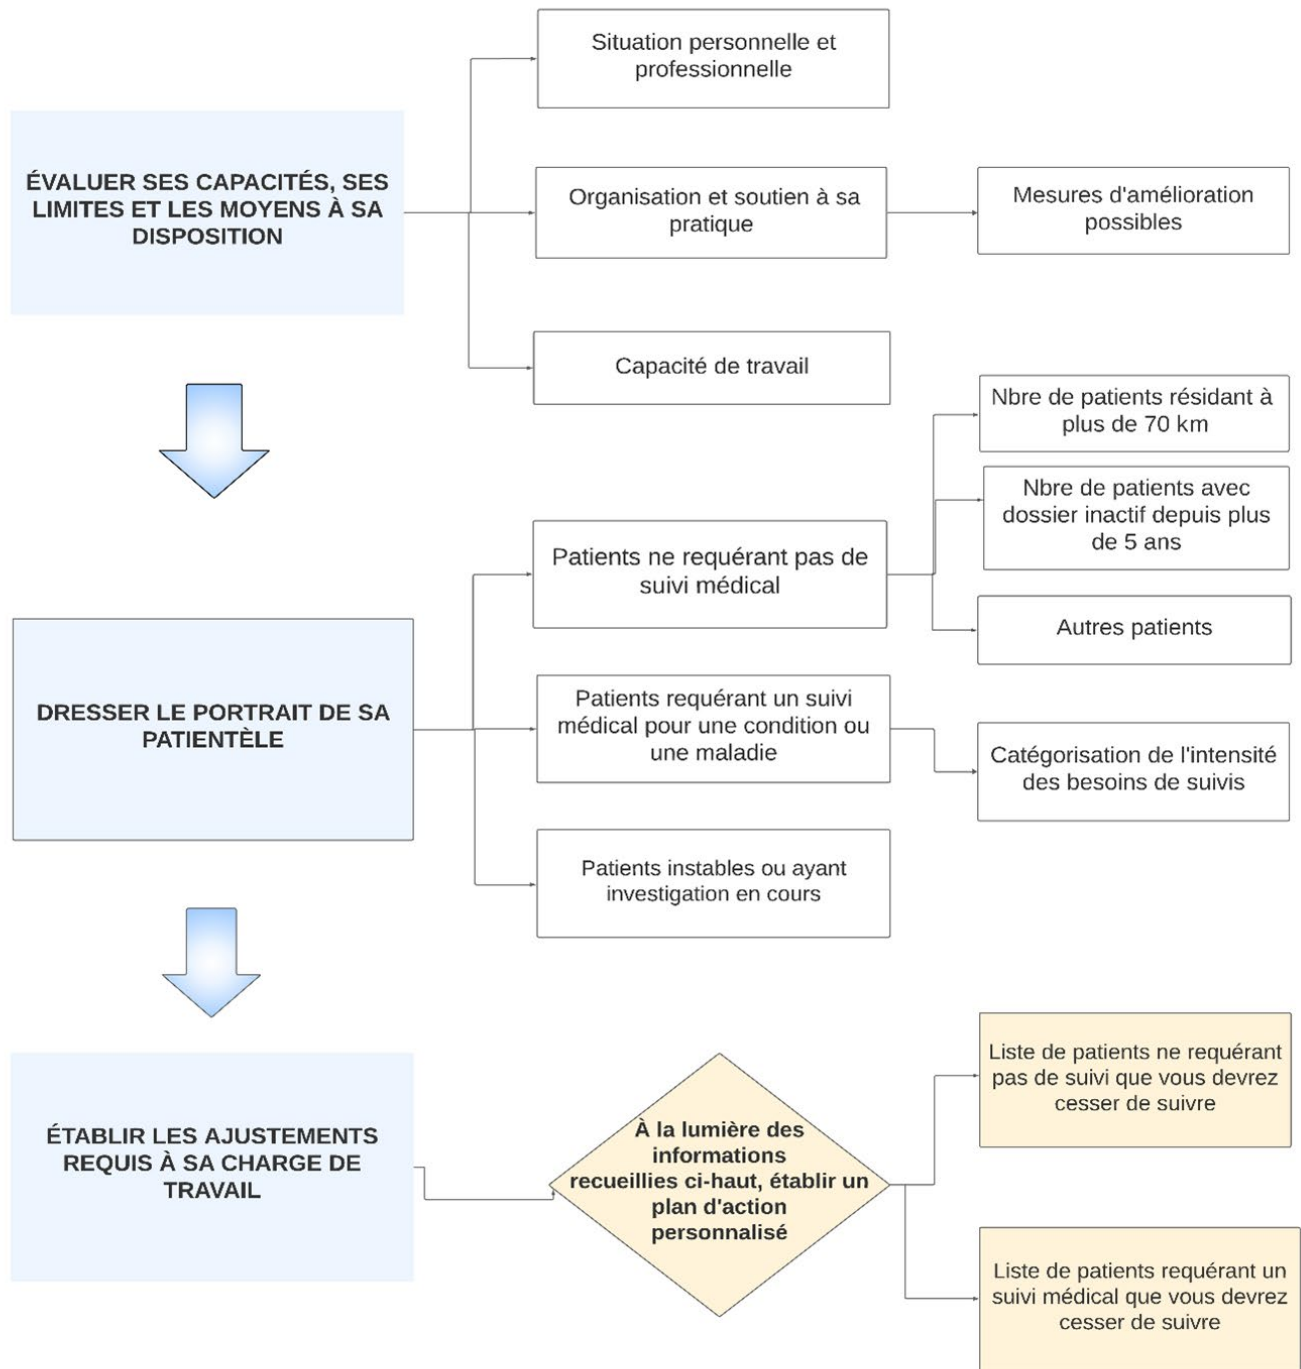 Situation personnelle et
professionnelle
ÉVALUER SES CAPACITÉS, SES
LIMITES ET LES MOYENS À SA
DISPOSITION
Organisation et soutien à sa
pratique
Mesures d'amélioration
possibles
Capacité de travail
Nbre de patients résidant à
plus de 70 km
Nbre de patients avec
dossier inactif depuis plus
de 5 ans
Patients ne requérant pas de
suivi médical
Autres patients
DRESSER LE PORTRAIT DE SA
PATIENTÈLE
Patients requérant un suivi
médical pour une condition ou
une maladie
Catégorisation de l'intensité
des besoins de suivis
Patients instables ou ayant
investigation en cours
ÉTABLIR LES AJUSTEMENTS
REQUIS À SA CHARGE DE
TRAVAIL
À la lumière des
informations
recueillies ci-haut, établir un
plan d'action
personnalisé
Liste de patients ne requérant
pas de suivi que vous devrez
cesser de suivre
Liste de patients requérant un
suivi médical que vous devrez
cesser de suivre